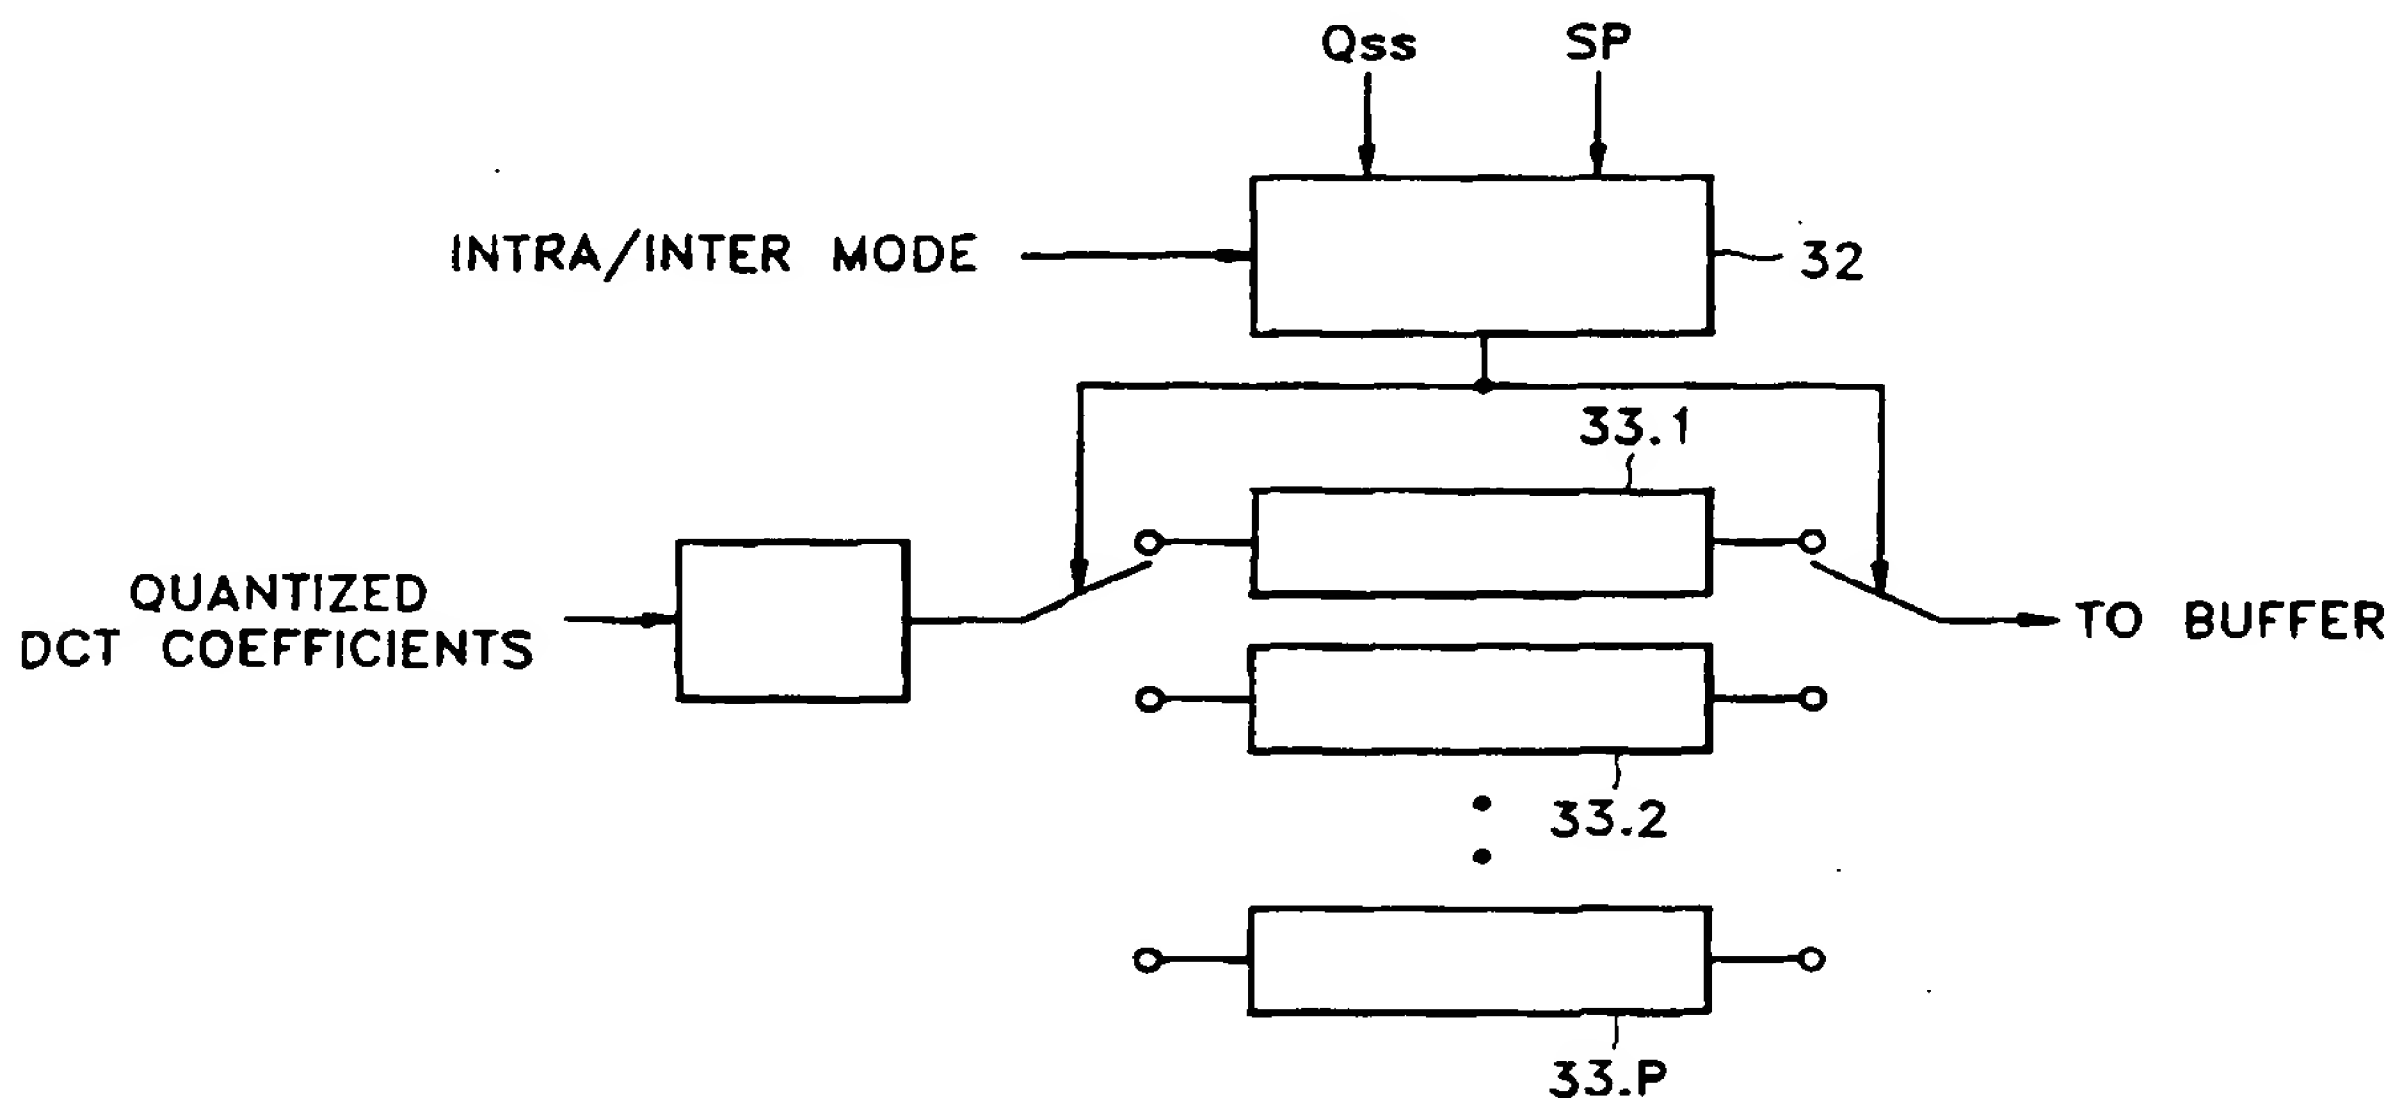 Qss
SP
INTRA/INTER MODE
32
33.1
QUANTIZED
DCT COEFFICIENTS
TO BUFFER
33.2
33.P